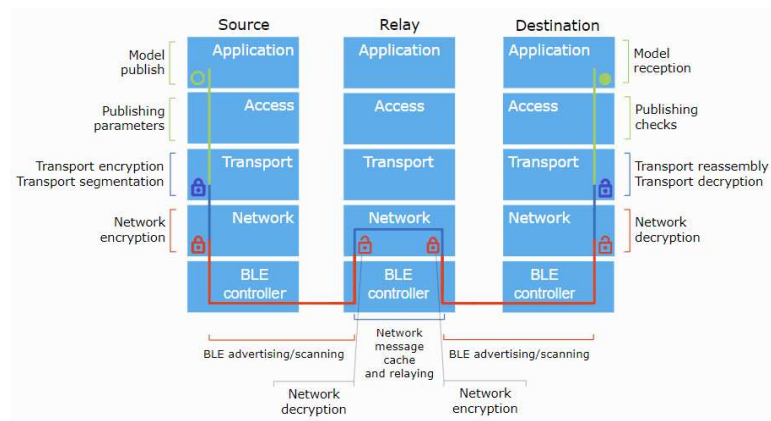 Source
Relay
Destination
Model
publish
Application
Application
Application
Model
reception
Publishing
parameters
Access
Access
Access
Publishing
checks
Transport encryption
Transport segmentation
Transport
Transport
Transport
Transport reassembly
Transport decryption
Network
encryption
Network
Network
Network
Network
decryption
BLE
controller
BLE
controller
BLE
controller
BLE advertising/scanning
Network
message
cache
and relaying
BLE advertising/scanning
Network
decryption
Network
encryption